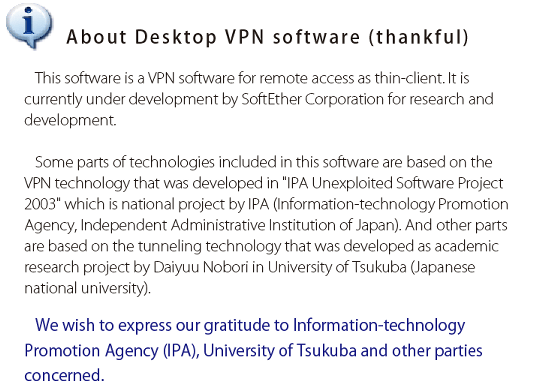 About Desktop VPN software (thankful)
This software is a VPN software for remote access as thin-client. It is
currently under development by SoftEther Corporation for research and
development.
Some parts of technologies included in this software are based on the
VPN technology that was developed in "IPA Unexploited Software Project
2003" which is national project by IPA (Information-technology Promotion
Agency, Independent Administrative Institution of Japan). And other parts
are based on the tunneling technology that was developed as academic
research project by Daiyuu Nobori in University of Tsukuba (Japanese
national university).
We wish to express our gratitude to Information-technology
Promotion Agency (IPA), University of Tsukuba and other parties
concerned.